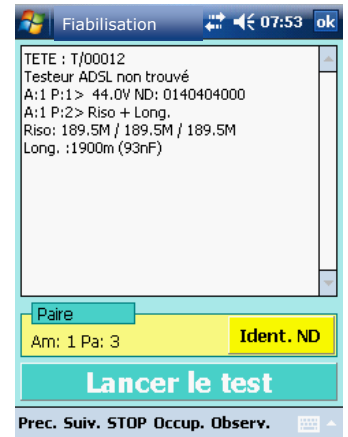 Fiabilisation 07:53 ok
TETE : T/00012
Testeur ADSL non trouvé
A:1 P:1> 44.0V ND: 0140404000
A:1 P:2> Riso + Long.
Riso: 189.5M / 189.5M / 189.5M
Long. :1900m (93nF)
Paire
Am: 1 Pa: 3
Ident. ND
Lancer le test
Prec. Suiv. STOP Occup. Observ.